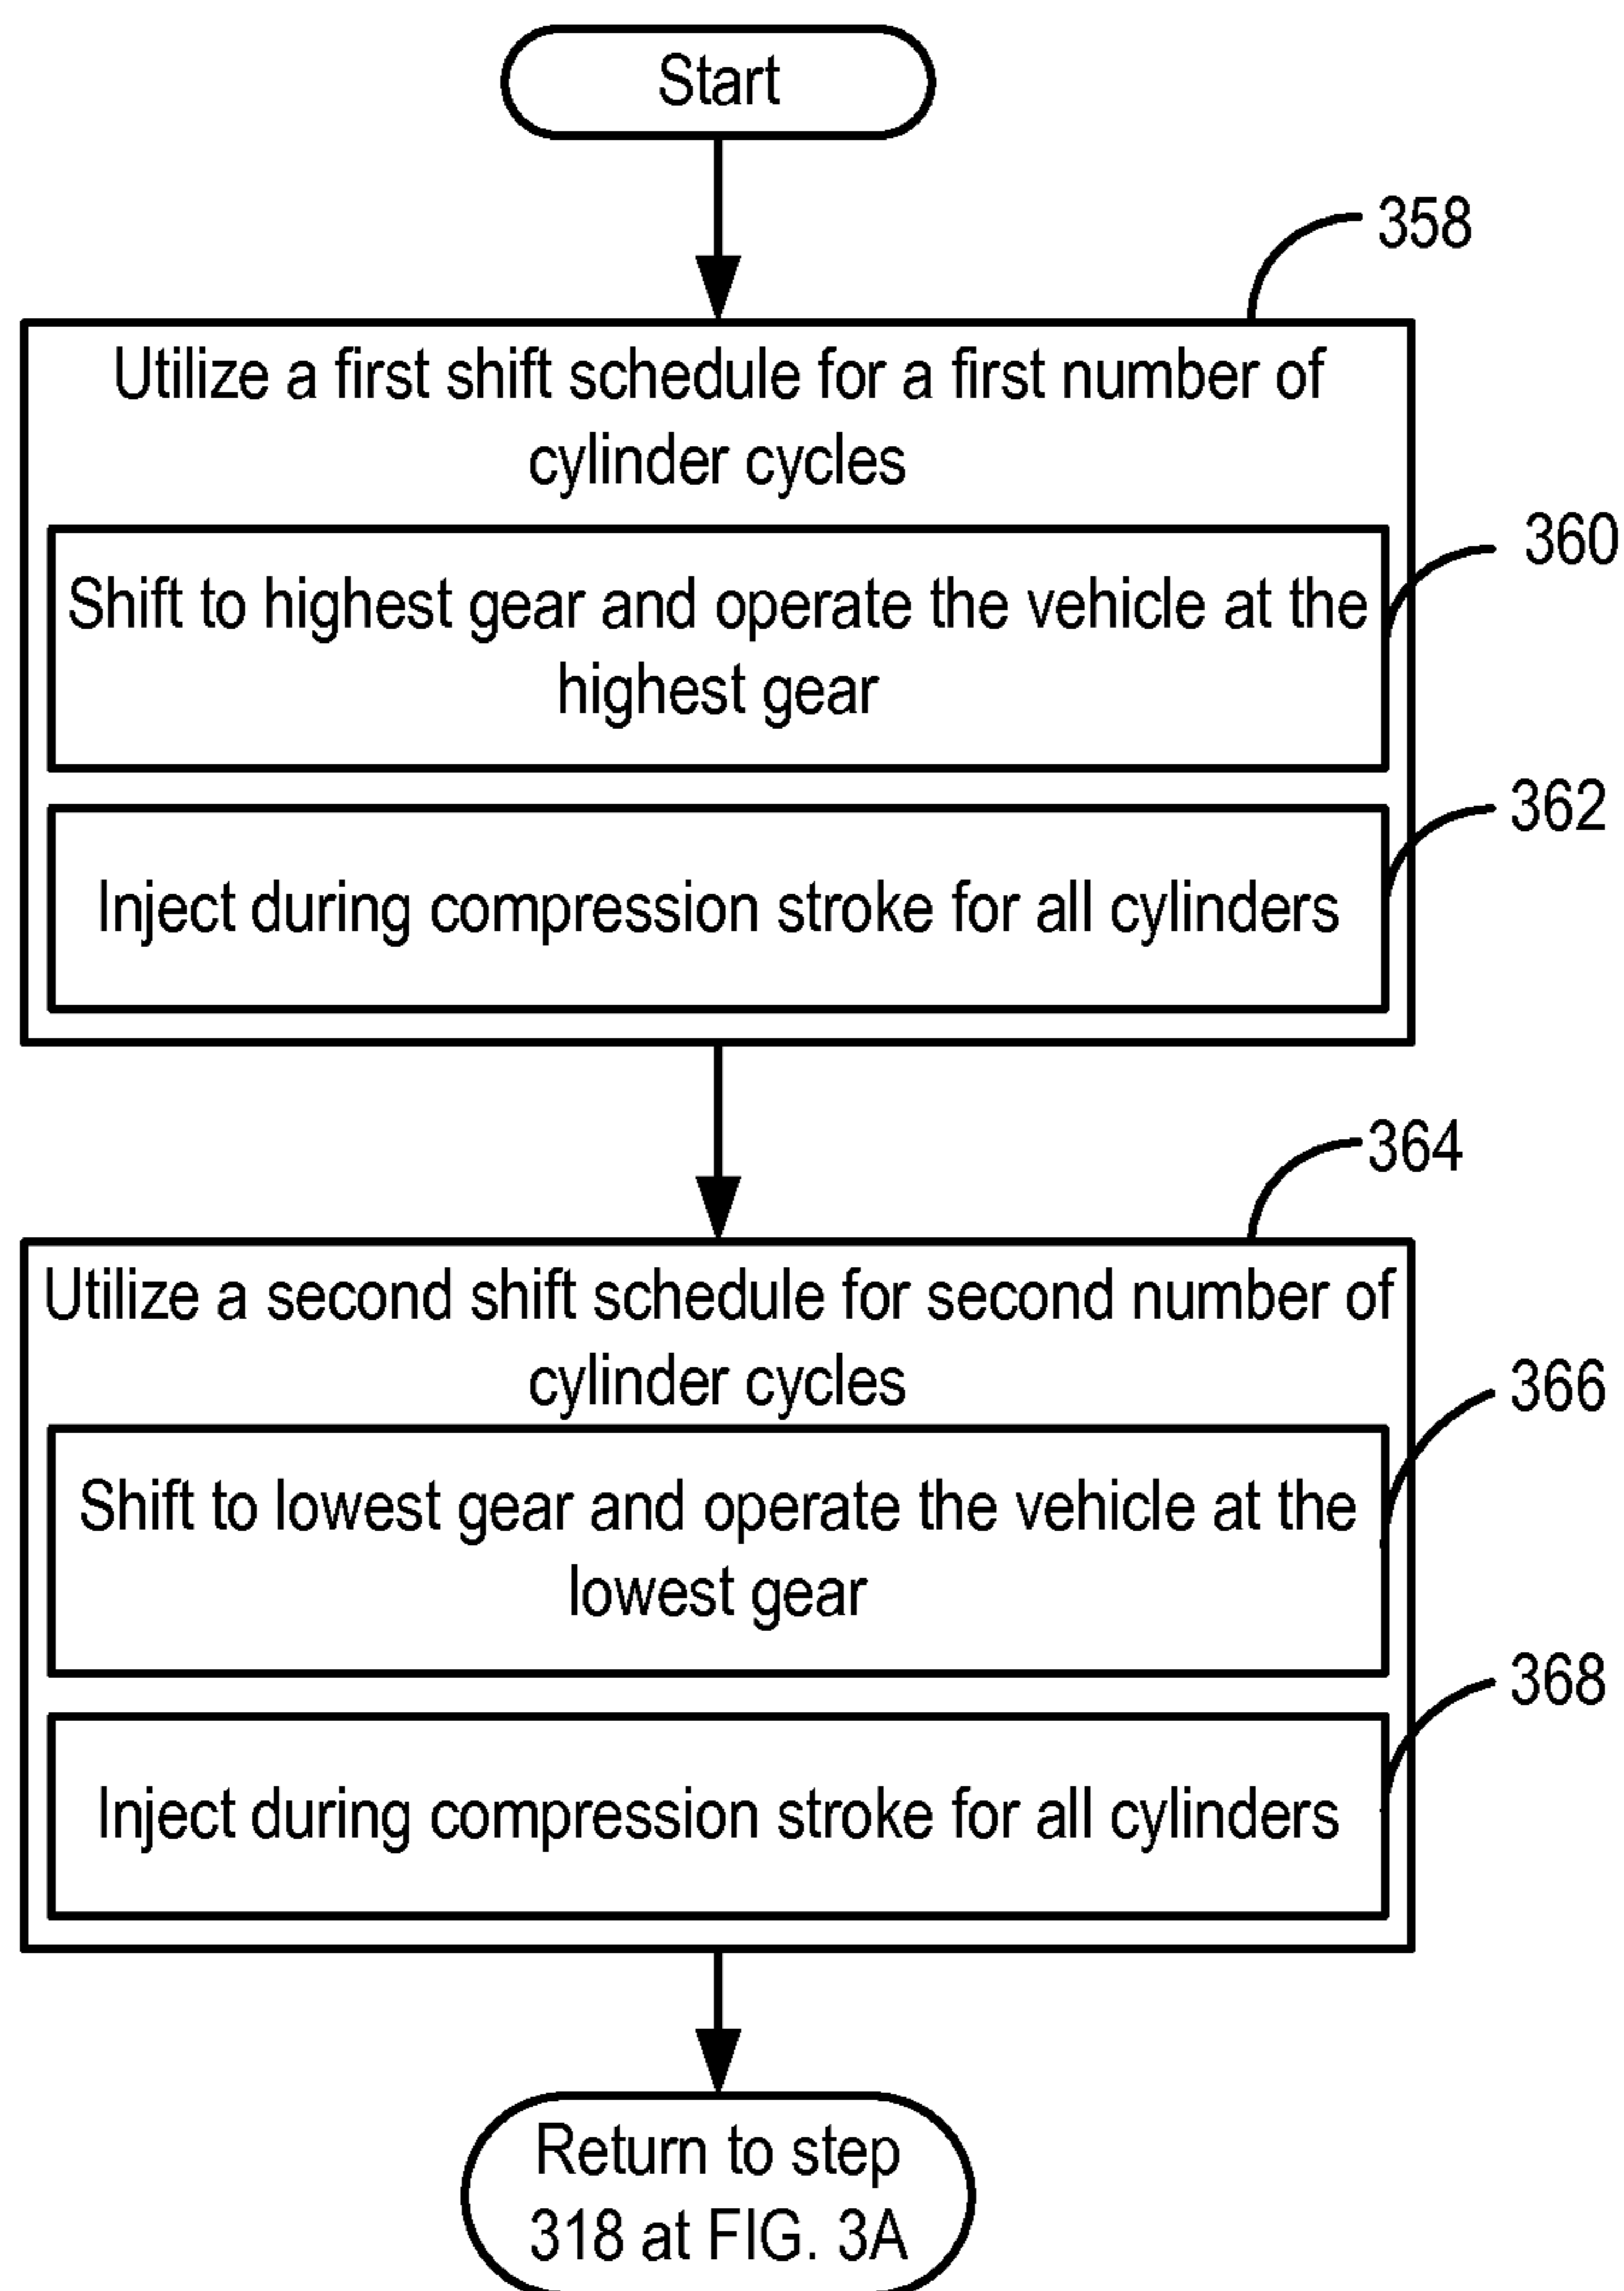 Start
358
Utilize a first shift schedule for a first number of
cylinder cycles
360
Shift to highest gear and operate the vehicle at the
highest gear
362
Inject during compression stroke for all cylinders
364
Utilize a second shift schedule for second number of
cylinder cycles
366
Shift to lowest gear and operate the vehicle at the
lowest gear
368
Inject during compression stroke for all cylinders
Return to step
318 at FIG. 3A